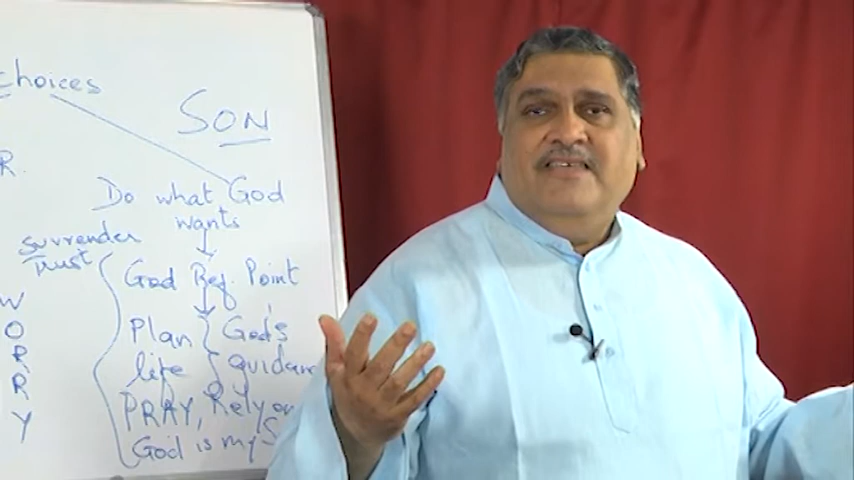 choices
SON
R.
Do what God
wants
surrender
Trust
God Ref. Point
W
O
R
R
Y
Plan God's
life
PRAY, Rely on
God is my